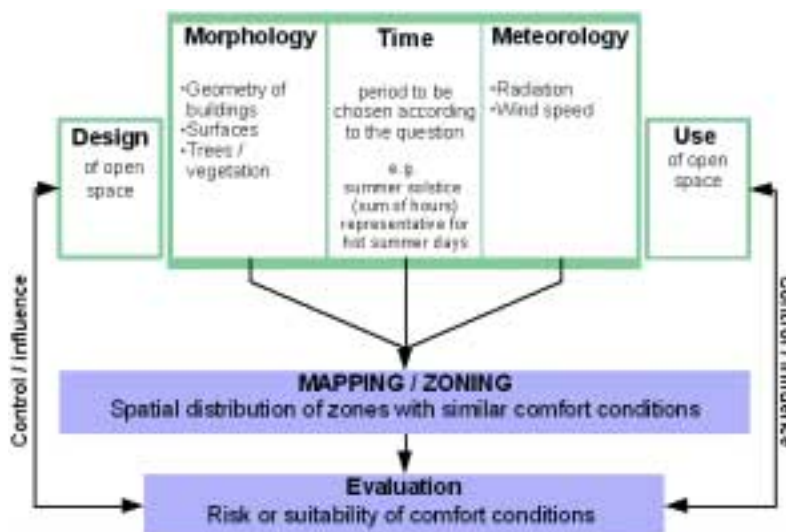 Morphology
•Geometry of
buildings
•Surfaces
•Trees /
vegetation
Time
period to be
chosen according
to the question
e.g.
summer solstice
(sum of hours)
representative for
hot summer days
Meteorology
•Radiation
•Wind speed
Design
of open
space
Use
of open
space
Control / influence
Control / influence
MAPPING / ZONING
Spatial distribution of zones with similar comfort conditions
Evaluation
Risk or suitability of comfort conditions